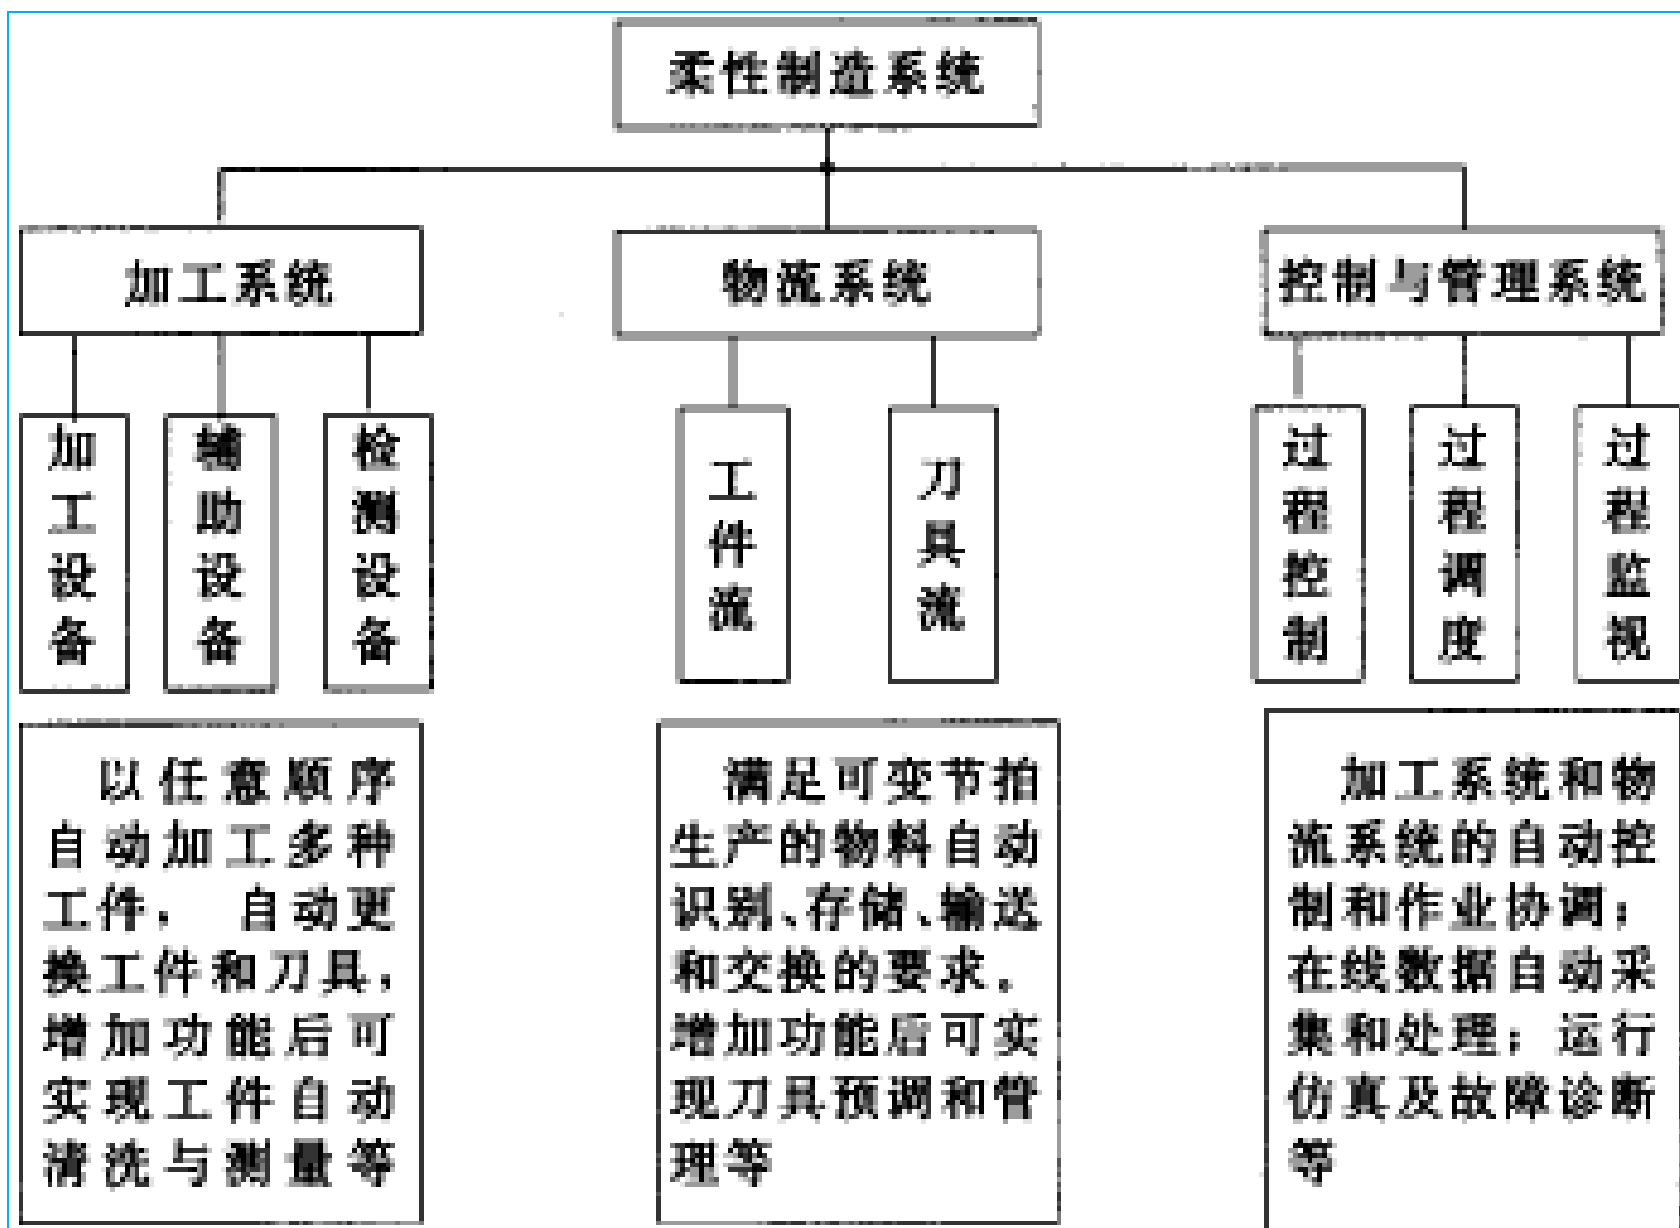 柔性制造系统
加工系统
物流系统
控制与管理系统
加工设备
辅助设备
检测设备
工件流
刀具流
过程控制
过程调度
过程监视
以任意顺序
自动加工多种
工件， 自动更
换工件和刀具，
增加功能后可
实现工件自动
清洗与测量等
满足可变节拍
生产的物料自动
识别、存储、输送
和交换的要求。
增加功能后可实
现刀具预调和管
理等
加工系统和物
流系统的自动控
制和作业协调；
在线数据自动采
集和处理；运行
仿真及故障诊断
等